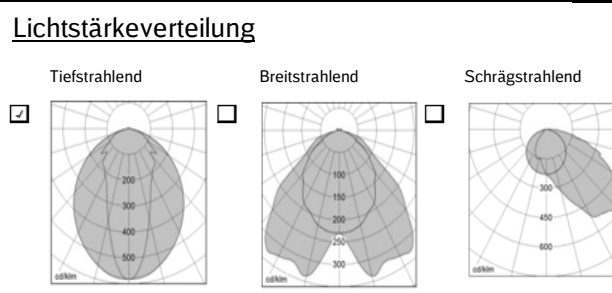 Lichtstärkeverteilung
Tiefstrahlend Breitstrahlend Schrägstrahlend
200
300
400
500
cd/klm
100
150
200
250
300
cd/klm
300
450
600
cd/klm